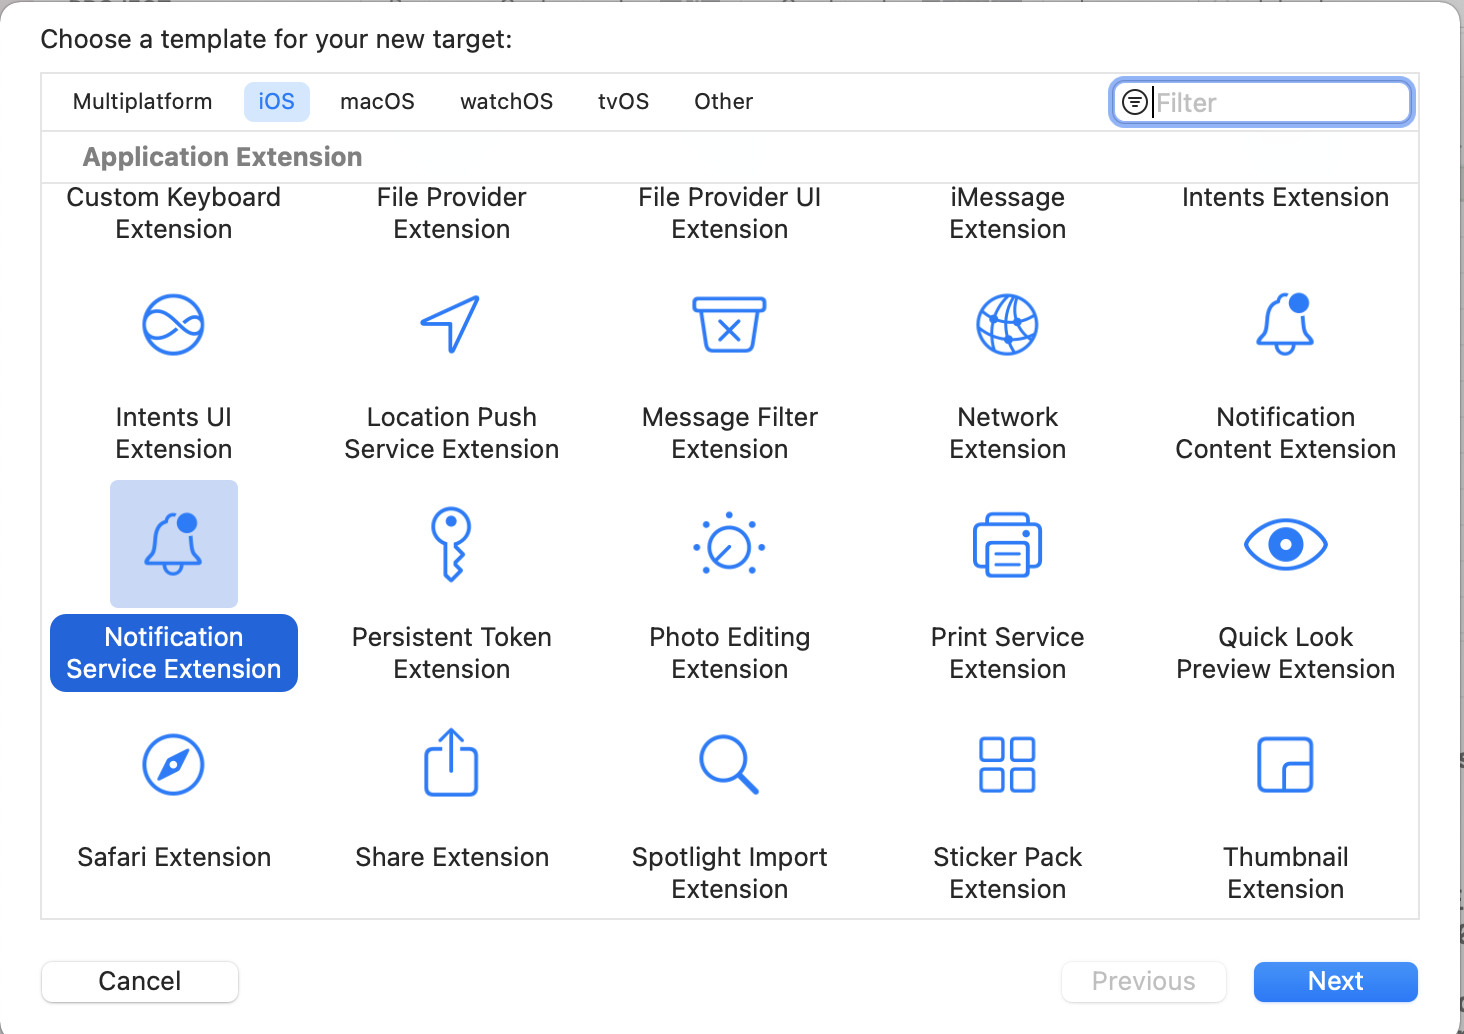 Choose a template for your new target:
Multiplatform iOS macOS watchOS tvOS Other Filter
Application Extension
Custom Keyboard
Extension
File Provider
Extension
File Provider UI
Extension
iMessage
Extension
Intents Extension
Intents UI
Extension
Location Push
Service Extension
Message Filter
Extension
Network
Extension
Notification
Content Extension
Notification
Service Extension
Persistent Token
Extension
Photo Editing
Extension
Print Service
Extension
Quick Look
Preview Extension
Safari Extension
Share Extension
Spotlight Import
Extension
Sticker Pack
Extension
Thumbnail
Extension
Cancel Previous Next